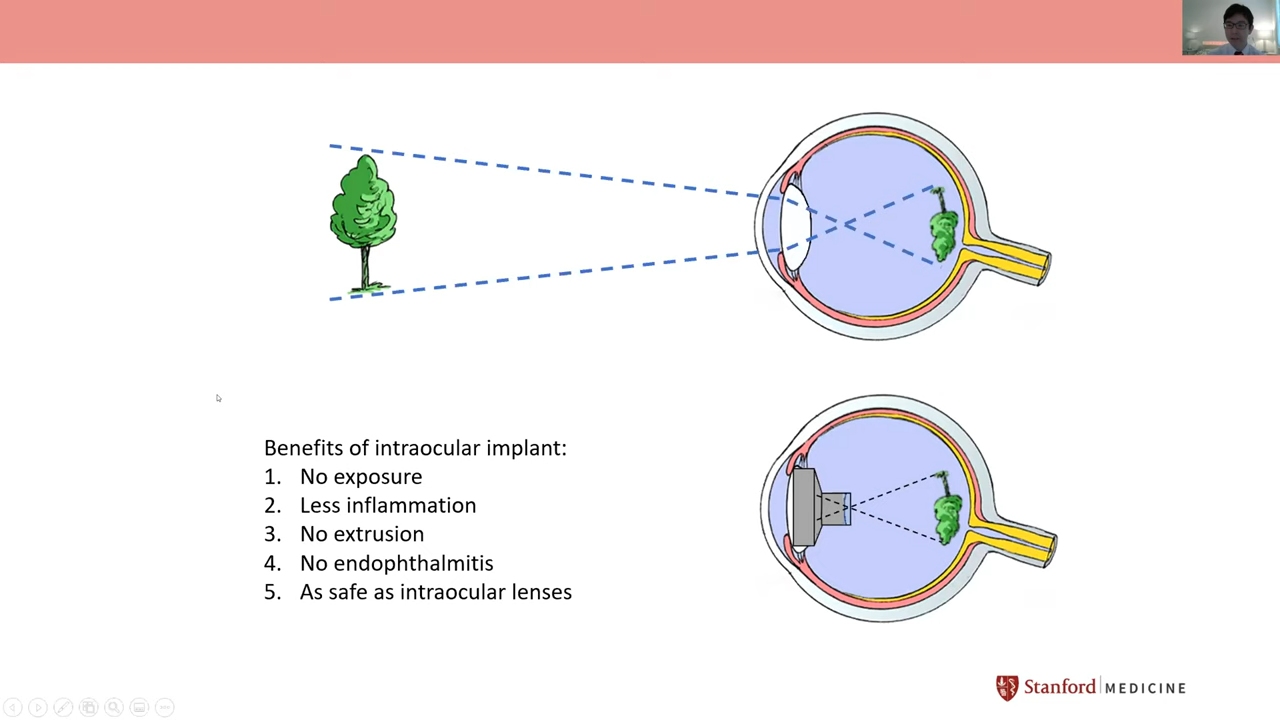 Benefits of intraocular implant:
1. No exposure
2. Less inflammation
3. No extrusion
4. No endophthalmitis
5. As safe as intraocular lenses
Stanford MEDICINE